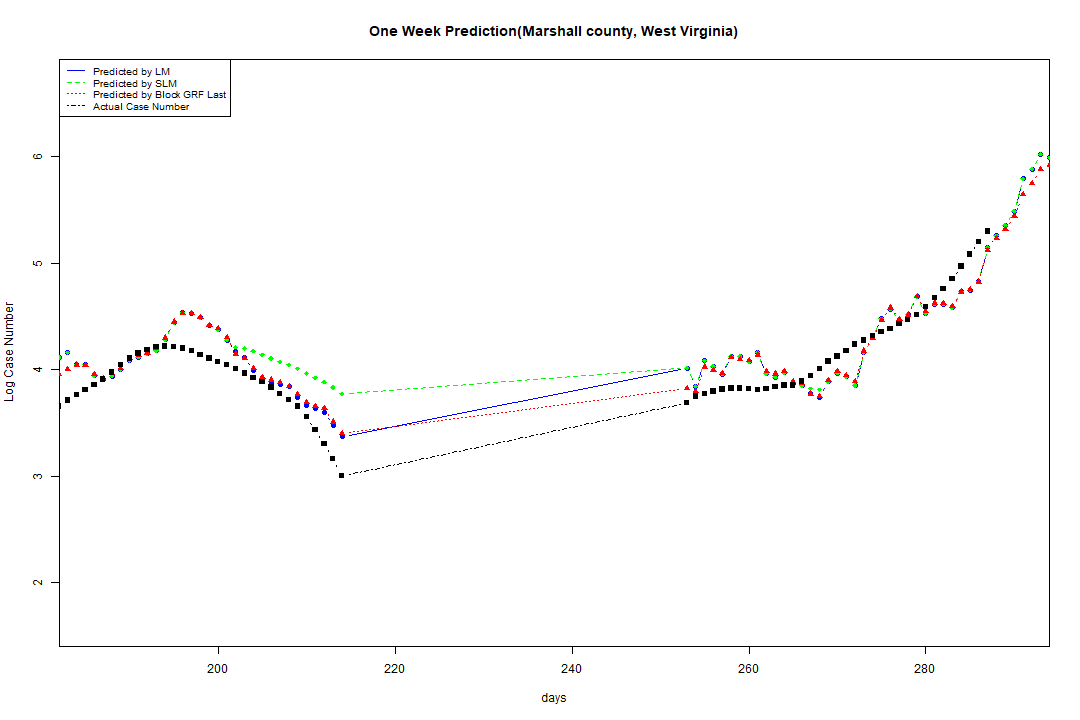 One Week Prediction(Marshall county, West Virginia)
Predicted by LM
Predicted by SLM
Predicted by Block GRF Last
Actual Case Number
Log Case Number
6
5
4
3
2
200 220 240 260 280
days